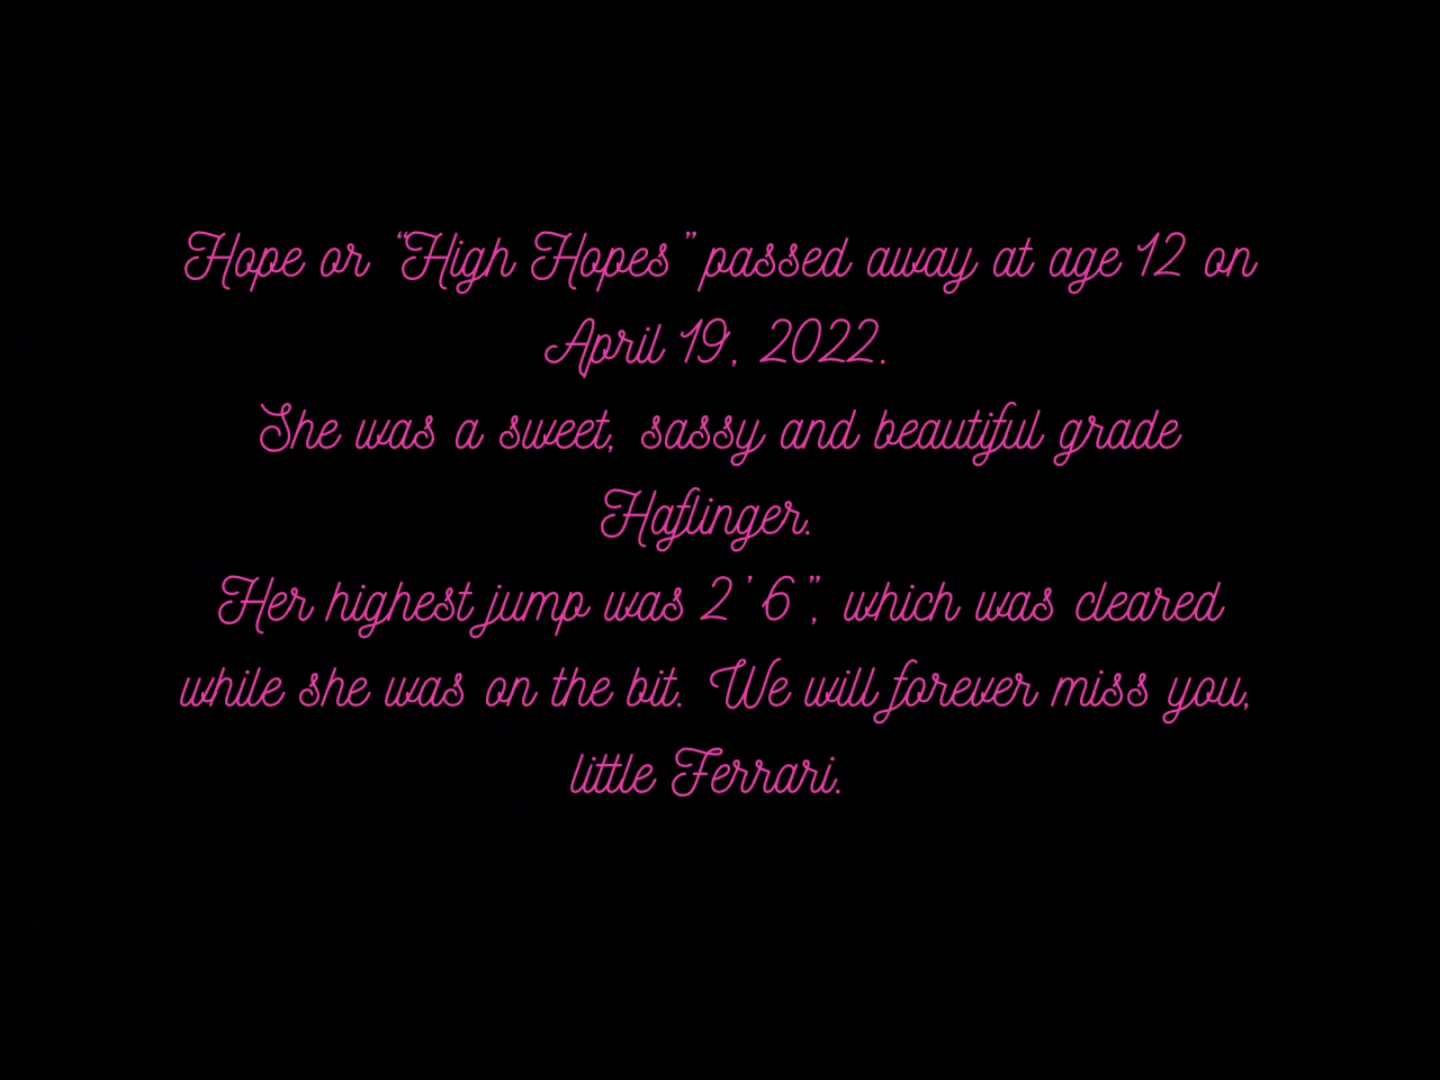 Hope or “High Hopes” passed away at age 12 on
April 19, 2022.
She was a sweet, sassy and beautiful grade
Haflinger.
Her highest jump was 2’6”, which was cleared
while she was on the bit. We will forever miss you,
little Ferrari.